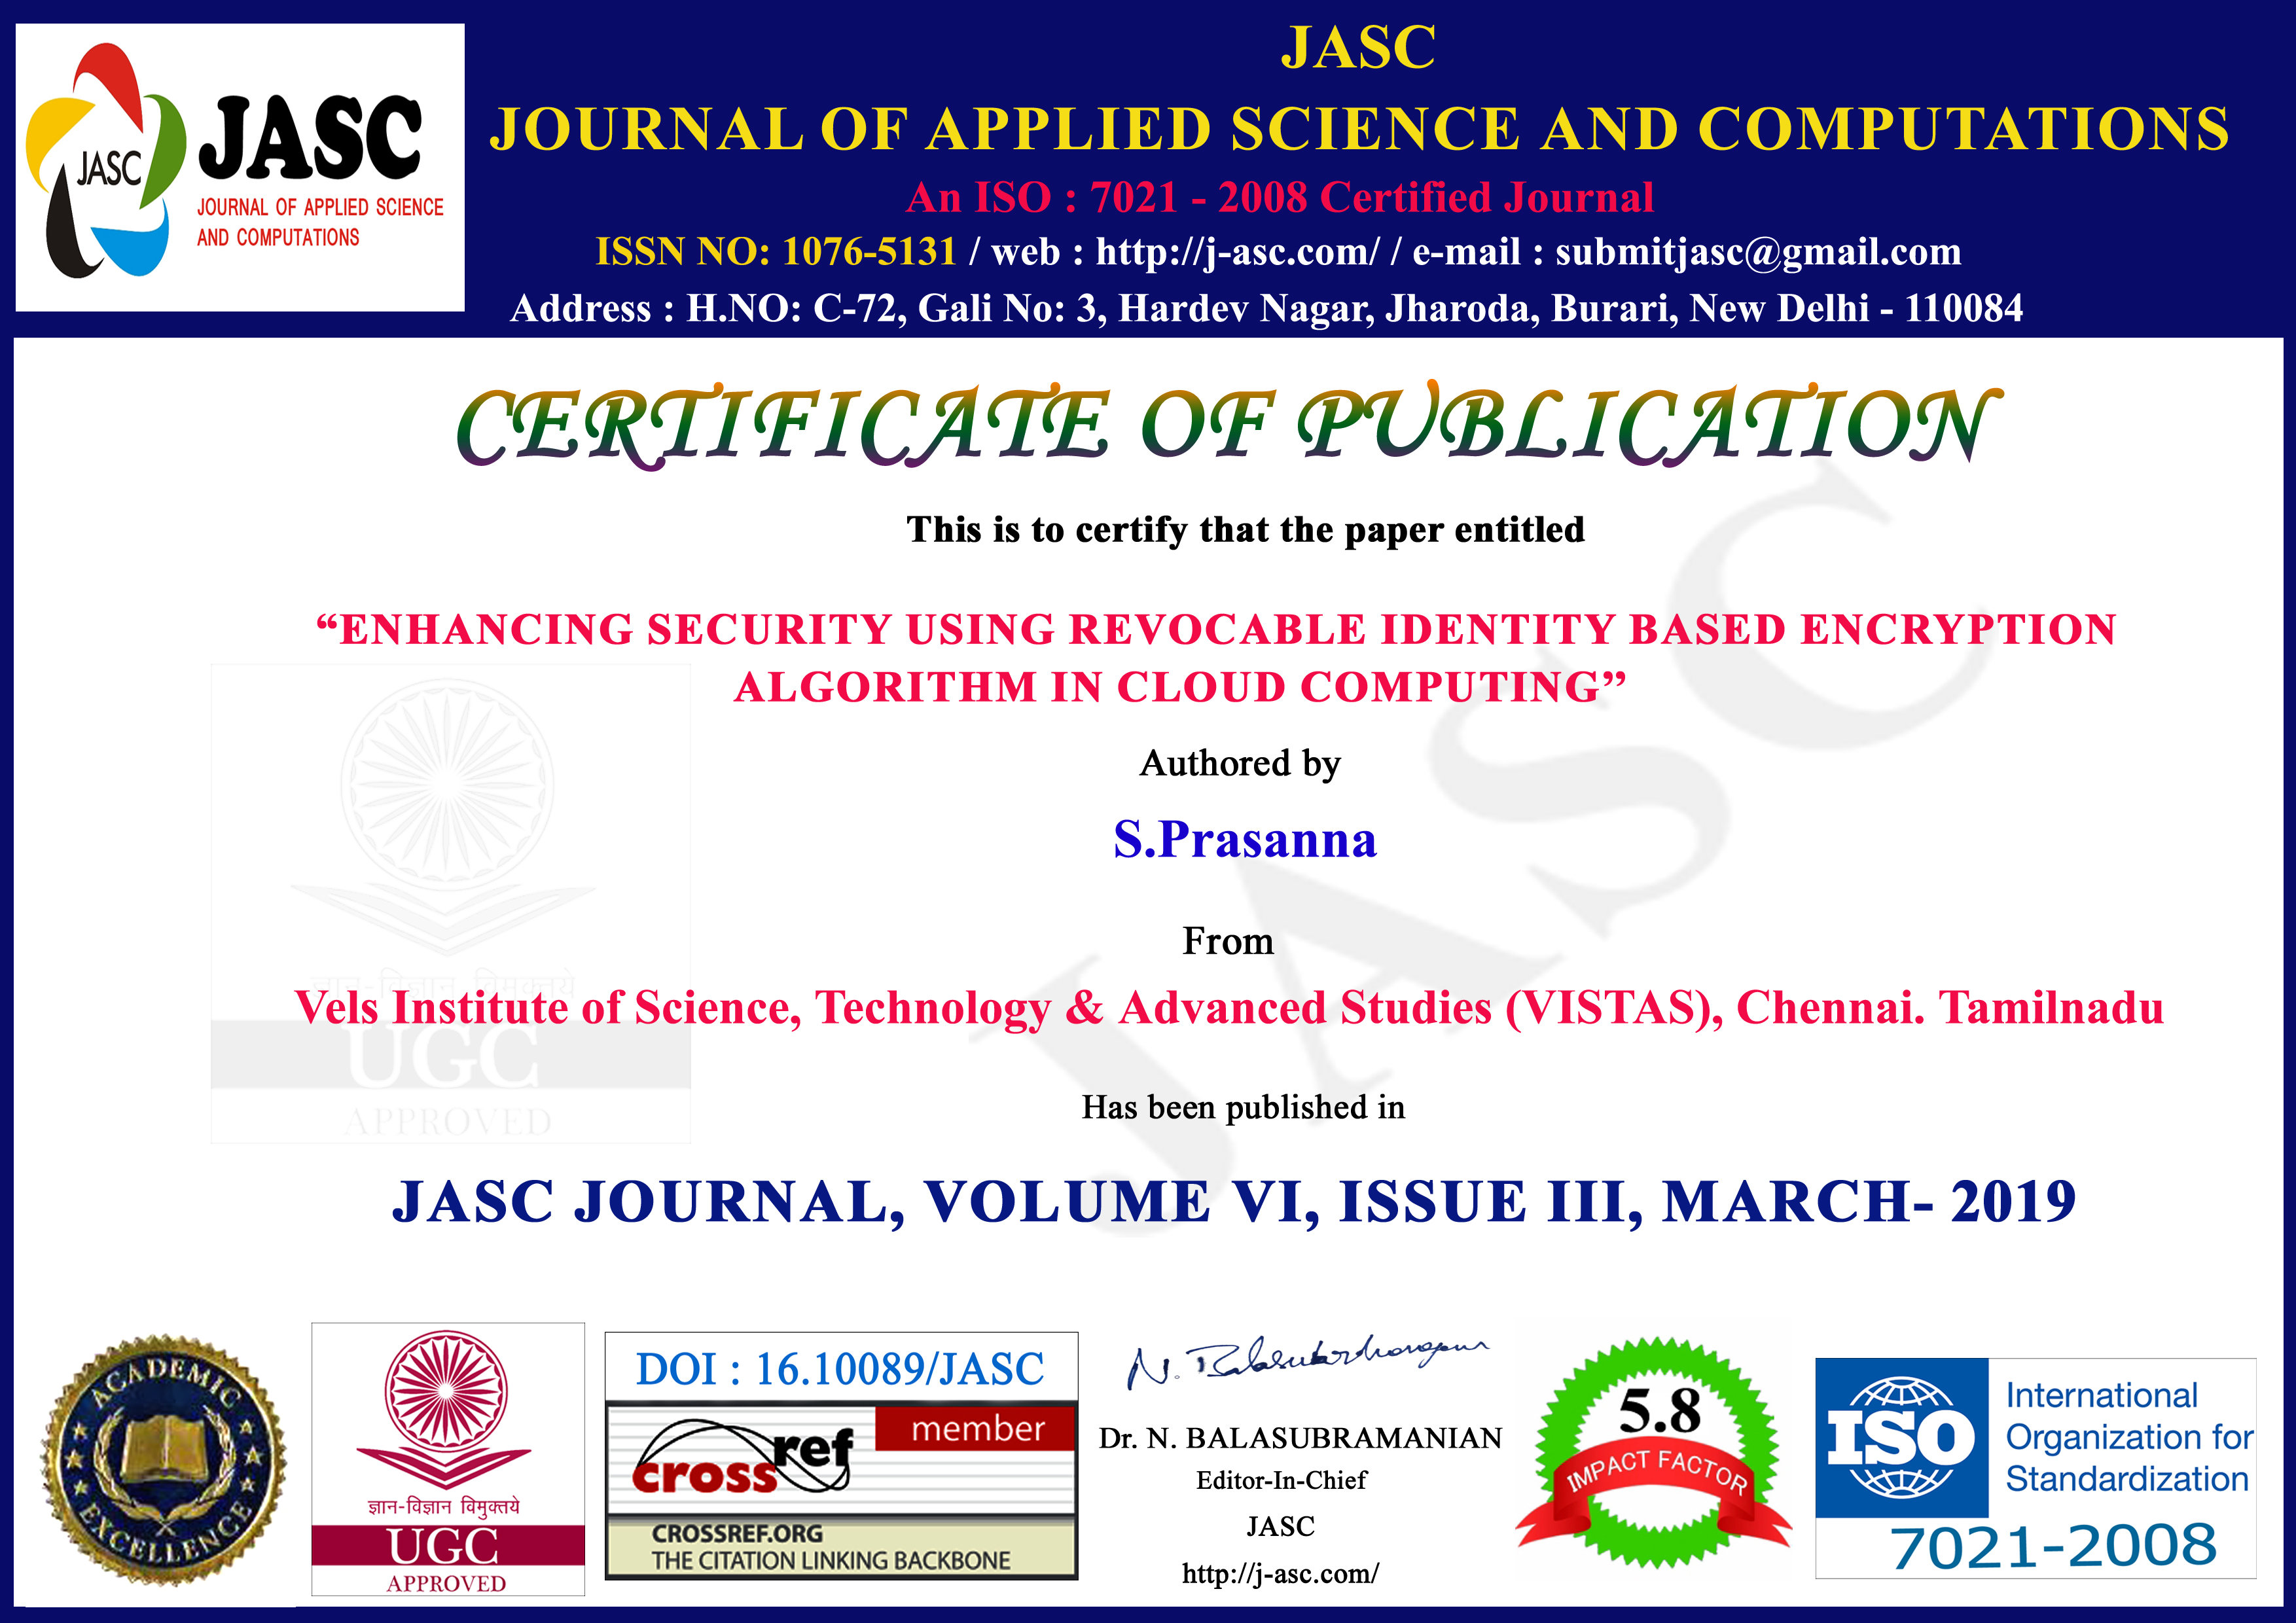 JASC
JASC
JOURNAL OF APPLIED SCIENCE
AND COMPUTATIONS
JASC
JOURNAL OF APPLIED SCIENCE AND COMPUTATIONS
An ISO : 7021 - 2008 Certified Journal
ISSN NO: 1076-5131 / web : http://j-asc.com/ / e-mail : submitjasc@gmail.com
Address : H.NO: C-72, Gali No: 3, Hardev Nagar, Jharoda, Burari, New Delhi - 110084
CERTIFICATE OF PUBLICATION
This is to certify that the paper entitled
“ENHANCING SECURITY USING REVOCABLE IDENTITY BASED ENCRYPTION
ALGORITHM IN CLOUD COMPUTING”
Authored by
S.Prasanna
From
Vels Institute of Science, Technology & Advanced Studies (VISTAS), Chennai. Tamilnadu
Has been published in
JASC JOURNAL, VOLUME VI, ISSUE III, MARCH- 2019
JASC
ज्ञान-विज्ञान विमुक्तये
UGC
APPROVED
ACADEMIC
EXCELLENCE
ज्ञान-विज्ञान विमुक्तये
UGC
APPROVED
DOI : 16.10089/JASC
member
crossref
CROSSREF.ORG
THE CITATION LINKING BACKBONE
N. Balasubramanian
Dr. N. BALASUBRAMANIAN
Editor-In-Chief
JASC
http://j-asc.com/
5.8
IMPACT FACTOR
ISO
International
Organization for
Standardization
7021-2008